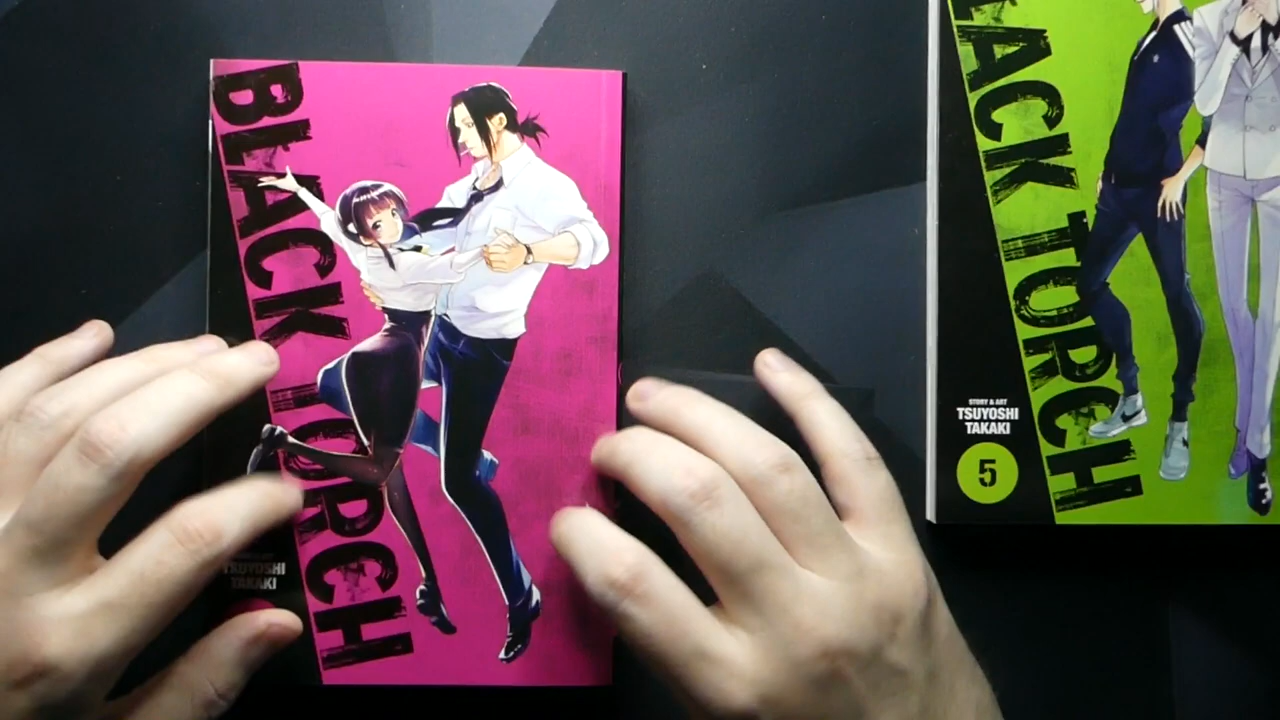 BLACK TORCH
TSUYOSHI
TAKAKI
BLACK TORCH
STORY & ART
TSUYOSHI
TAKAKI
5